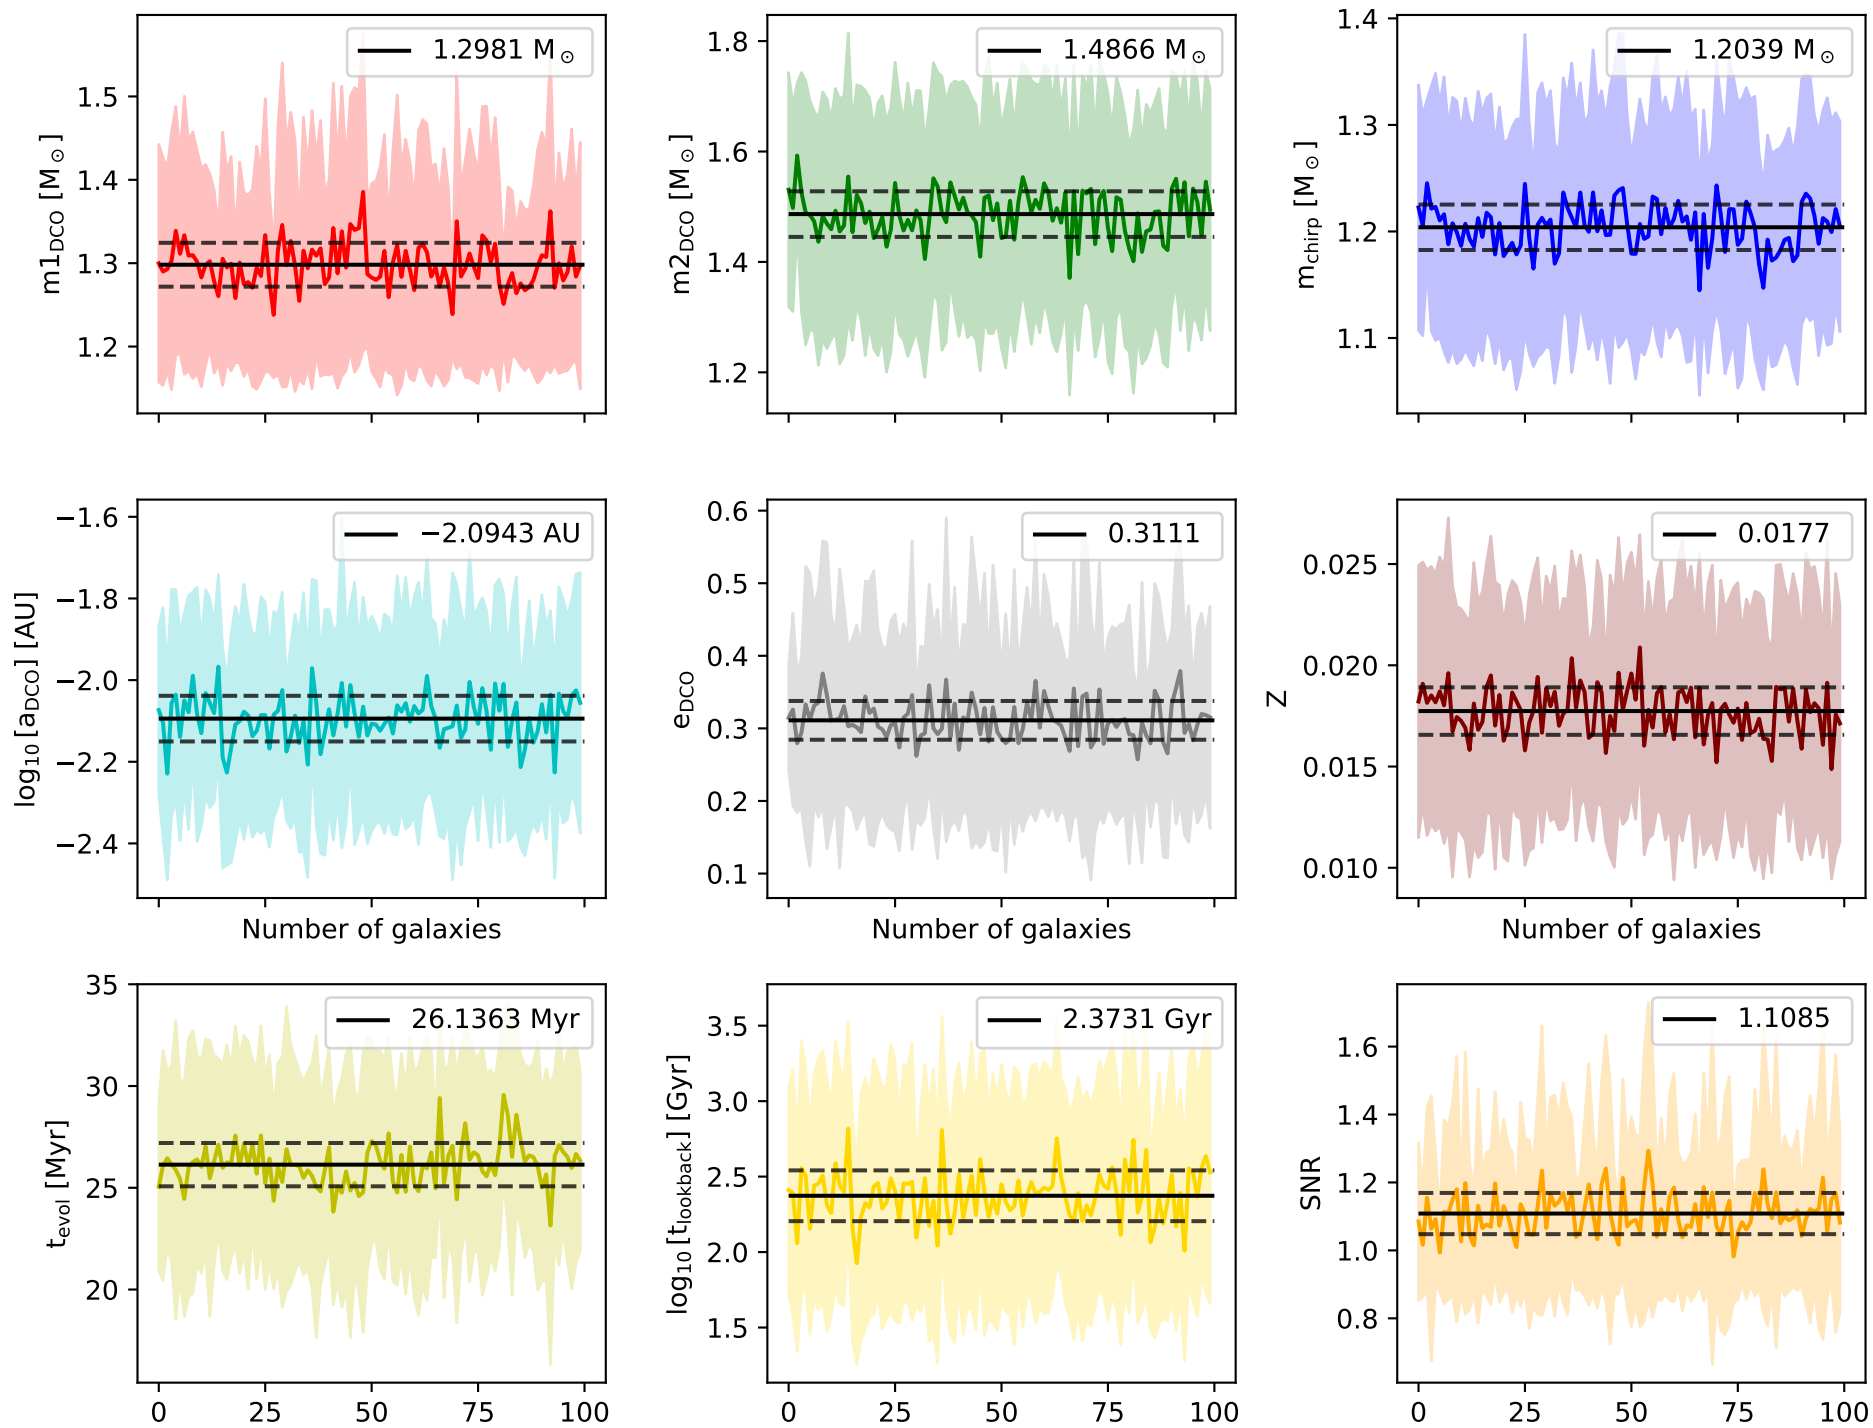 1.2981 M⊙
m1DCO [M⊙]
1.5
1.4
1.3
1.2
1.4866 M⊙
m2DCO [M⊙]
1.8
1.6
1.4
1.2
1.2039 M⊙
mchirp [M⊙]
1.4
1.3
1.2
1.1
−2.0943 AU
log10 [aDCO] [AU]
−1.6
−1.8
−2.0
−2.2
−2.4
Number of galaxies
0.3111
eDCO
0.6
0.5
0.4
0.3
0.2
0.1
Number of galaxies
0.0177
Z
0.025
0.020
0.015
0.010
Number of galaxies
26.1363 Myr
tevol [Myr]
35
30
25
20
0 25 50 75 100
2.3731 Gyr
log10 [tlookback] [Gyr]
3.5
3.0
2.5
2.0
1.5
0 25 50 75 100
1.1085
SNR
1.6
1.4
1.2
1.0
0.8
0 25 50 75 100